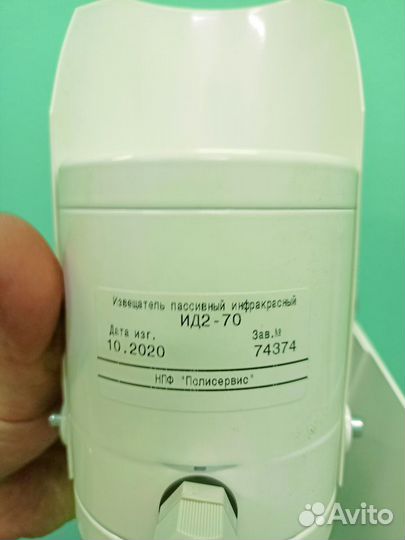 Извещатель пассивный инфракрасный
ИД2-70
Дата изг. Зав.№
10.2020 74374
НПФ "Полисервис"
Avito